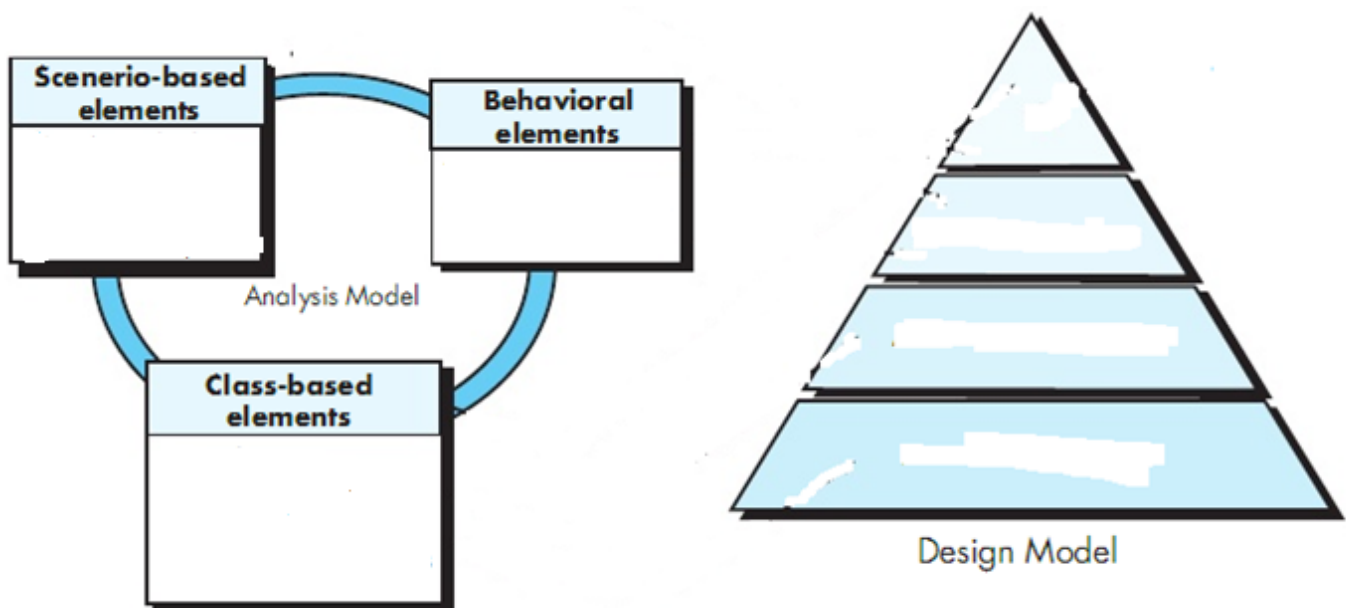 Scenerio-based
elements
Behavioral
elements
Analysis Model
Class-based
elements
Design Model